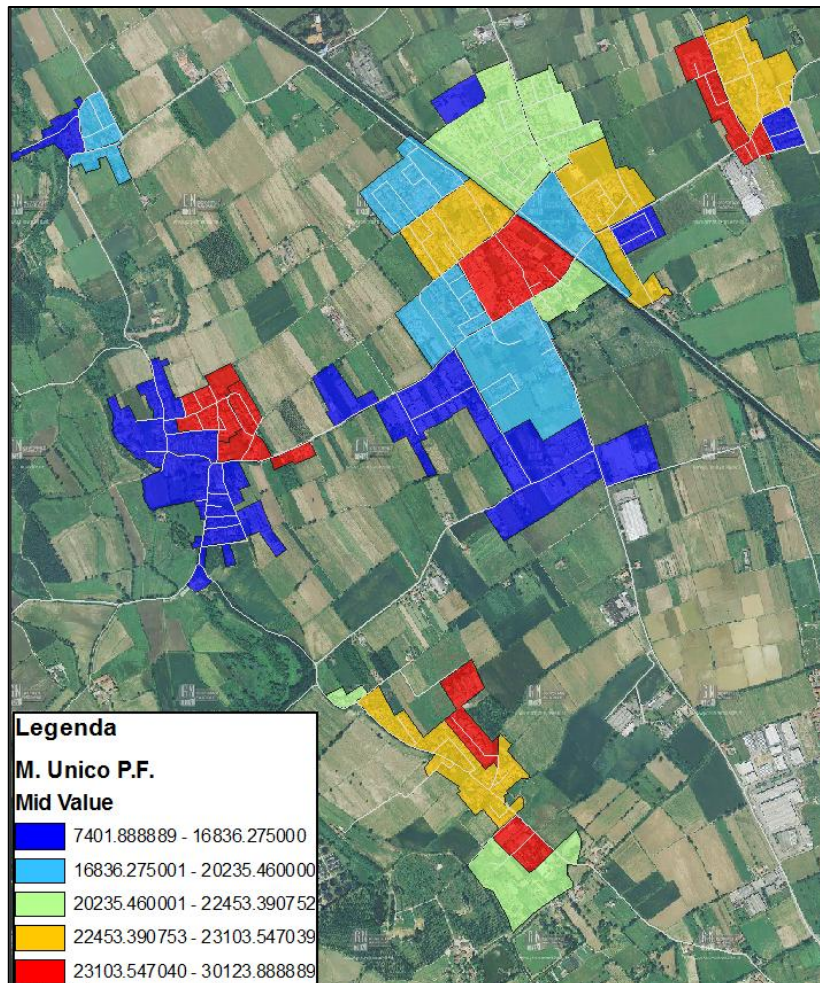 Legenda
M. Unico P.F.
Mid Value
7401.888889 - 16836.275000
16836.275001 - 20235.460000
20235.460001 - 22453.390752
22453.390753 - 23103.547039
23103.547040 - 30123.888889